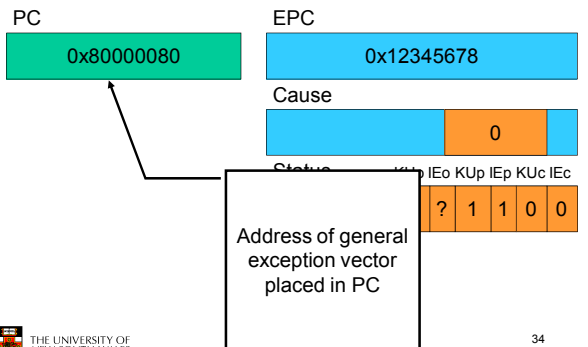 PC
EPC
0x80000080
0x12345678
Cause
0
IEo KUp IEp KUc IEc
? 1 1 0 0
Address of general
exception vector
placed in PC
THE UNIVERSITY OF
34